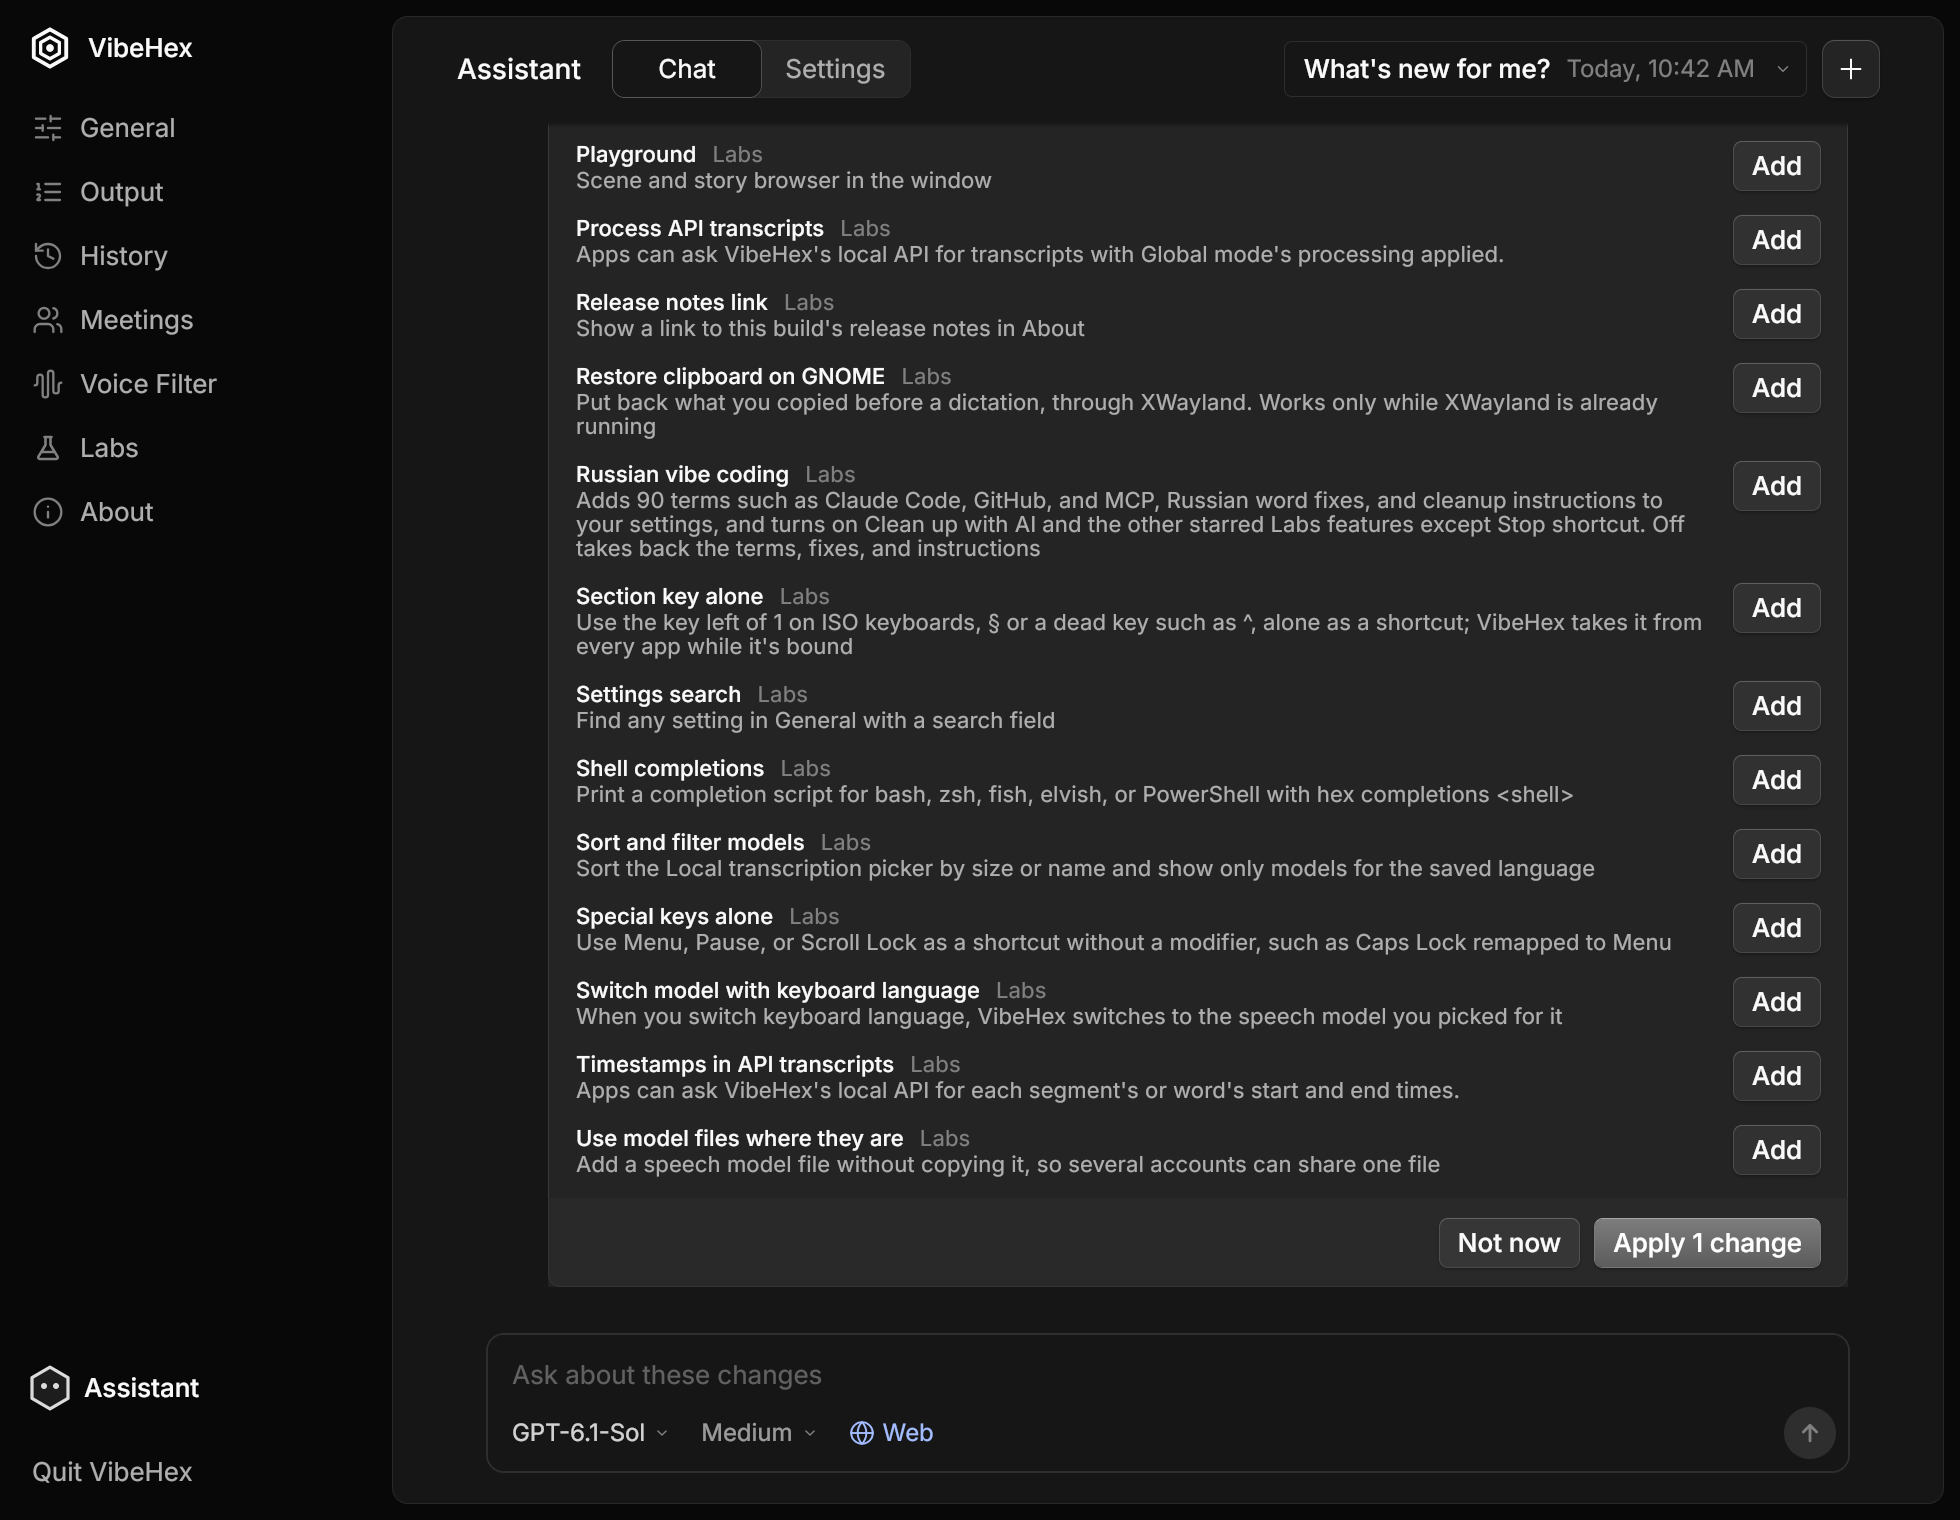 VibeHex
General
Output
History
Meetings
Voice Filter
Labs
About
Assistant
Quit VibeHex
Assistant
Chat
Settings
What's new for me? Today, 10:42 AM
Playground Labs
Scene and story browser in the window
Add
Process API transcripts Labs
Apps can ask VibeHex's local API for transcripts with Global mode's processing applied.
Add
Release notes link Labs
Show a link to this build's release notes in About
Add
Restore clipboard on GNOME Labs
Put back what you copied before a dictation, through XWayland. Works only while XWayland is already
running
Add
Russian vibe coding Labs
Adds 90 terms such as Claude Code, GitHub, and MCP, Russian word fixes, and cleanup instructions to
your settings, and turns on Clean up with AI and the other starred Labs features except Stop shortcut. Off
takes back the terms, fixes, and instructions
Add
Section key alone Labs
Use the key left of 1 on ISO keyboards, § or a dead key such as ^, alone as a shortcut; VibeHex takes it from
every app while it's bound
Add
Settings search Labs
Find any setting in General with a search field
Add
Shell completions Labs
Print a completion script for bash, zsh, fish, elvish, or PowerShell with hex completions <shell>
Add
Sort and filter models Labs
Sort the Local transcription picker by size or name and show only models for the saved language
Add
Special keys alone Labs
Use Menu, Pause, or Scroll Lock as a shortcut without a modifier, such as Caps Lock remapped to Menu
Add
Switch model with keyboard language Labs
When you switch keyboard language, VibeHex switches to the speech model you picked for it
Add
Timestamps in API transcripts Labs
Apps can ask VibeHex's local API for each segment's or word's start and end times.
Add
Use model files where they are Labs
Add a speech model file without copying it, so several accounts can share one file
Add
Not now
Apply 1 change
Ask about these changes
GPT-6.1-Sol
Medium
Web